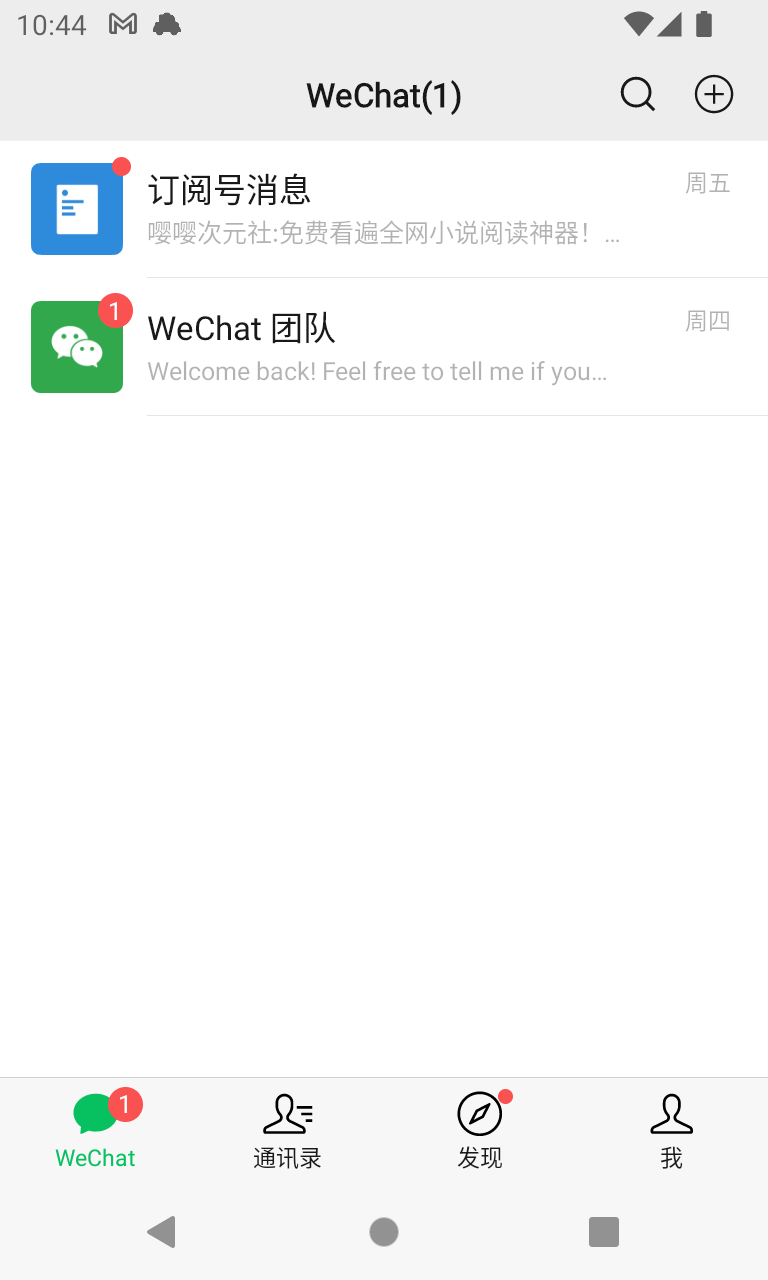 10:44
WeChat(1)
订阅号消息
周五
嘤嘤次元社:免费看遍全网小说阅读神器！...
1
WeChat 团队
周四
Welcome back! Feel free to tell me if you...
1
WeChat
通讯录
发现
我